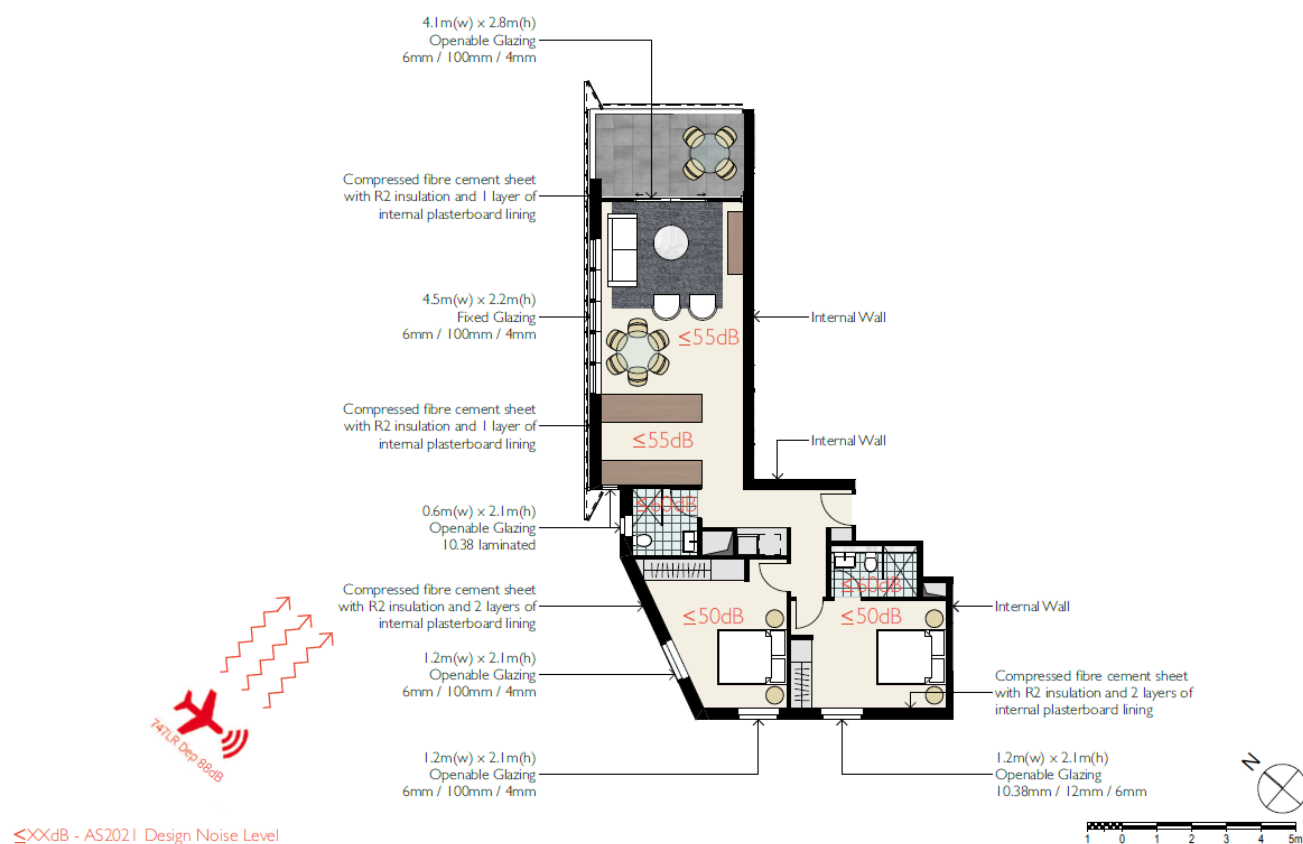 4.1m(w) x 2.8m(h)
Openable Glazing
6mm / 100mm / 4mm
Compressed fibre cement sheet
with R2 insulation and 1 layer of
internal plasterboard lining
4.5m(w) x 2.2m(h)
Fixed Glazing
6mm / 100mm / 4mm
≤55dB
Internal Wall
Compressed fibre cement sheet
with R2 insulation and 1 layer of
internal plasterboard lining
≤55dB
Internal Wall
0.6m(w) x 2.1m(h)
Openable Glazing
10.38 laminated
≤60dB
Compressed fibre cement sheet
with R2 insulation and 2 layers of
internal plasterboard lining
≤50dB
≤60dB
≤50dB
Internal Wall
1.2m(w) x 2.1m(h)
Openable Glazing
6mm / 100mm / 4mm
Compressed fibre cement sheet
with R2 insulation and 2 layers of
internal plasterboard lining
747LR Dep 88dB
1.2m(w) x 2.1m(h)
Openable Glazing
6mm / 100mm / 4mm
1.2m(w) x 2.1m(h)
Openable Glazing
10.38mm / 12mm / 6mm
N
≤XXdB - AS2021 Design Noise Level
1 0 1 2 3 4 5m